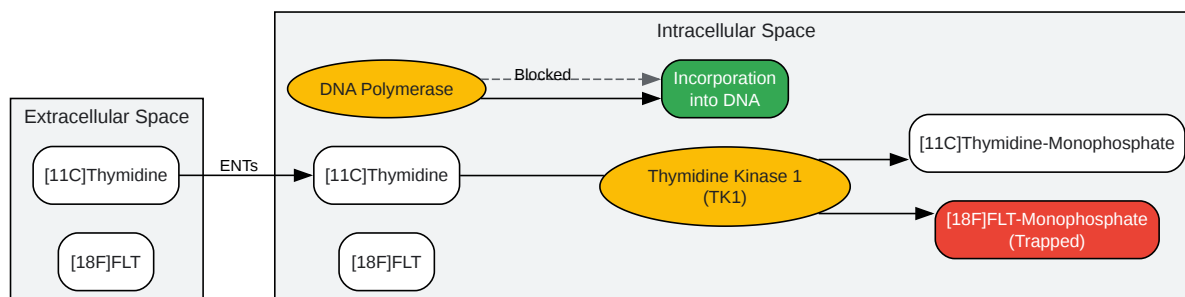 Intracellular Space
Blocked
DNA Polymerase
Incorporation
into DNA
Extracellular Space
[11C]Thymidine
ENTs
[11C]Thymidine
Thymidine Kinase 1
(TK1)
[11C]Thymidine-Monophosphate
[18F]FLT-Monophosphate
(Trapped)
[18F]FLT
[18F]FLT